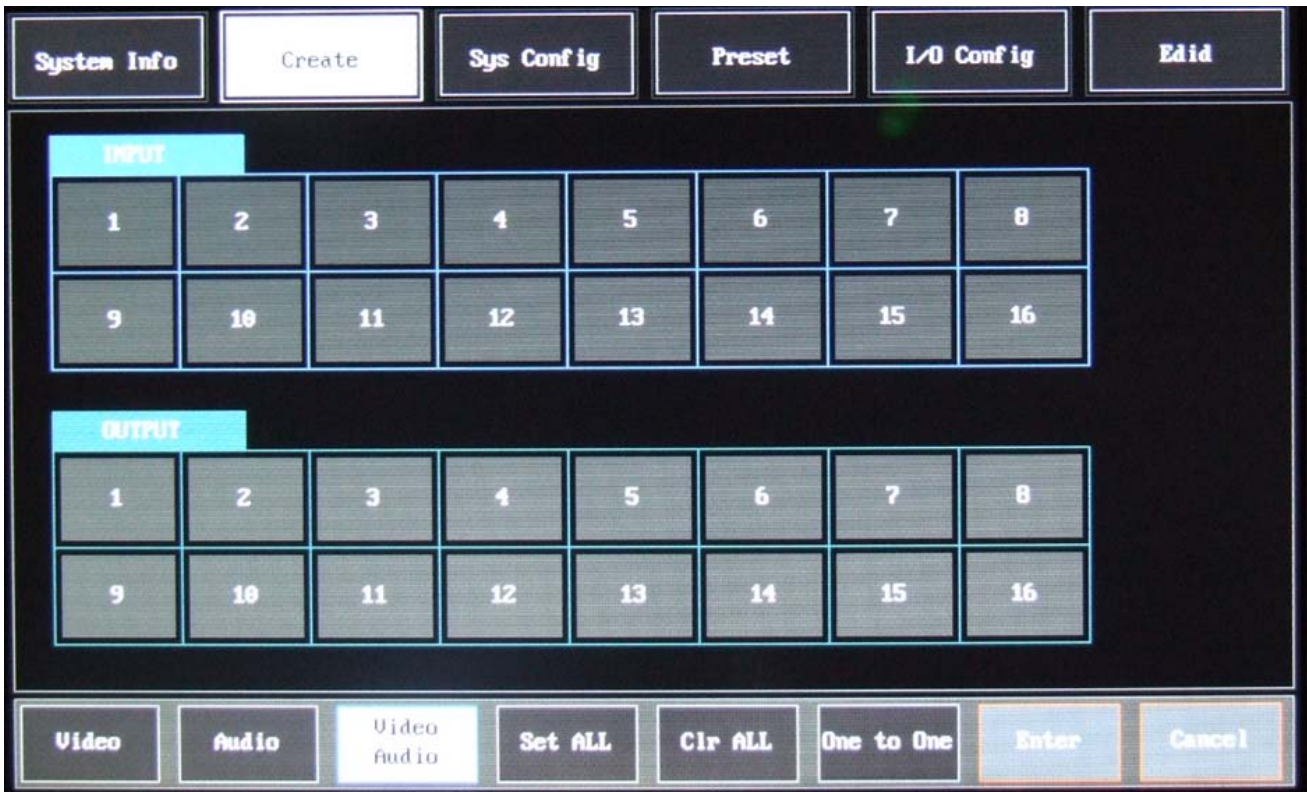 System Info Create Sys Config Preset I/O Config Edid
INPUT
1 2 3 4 5 6 7 8
9 10 11 12 13 14 15 16
OUTPUT
1 2 3 4 5 6 7 8
9 10 11 12 13 14 15 16
Video Audio Video Audio Set ALL Clr ALL One to One Enter Cancel